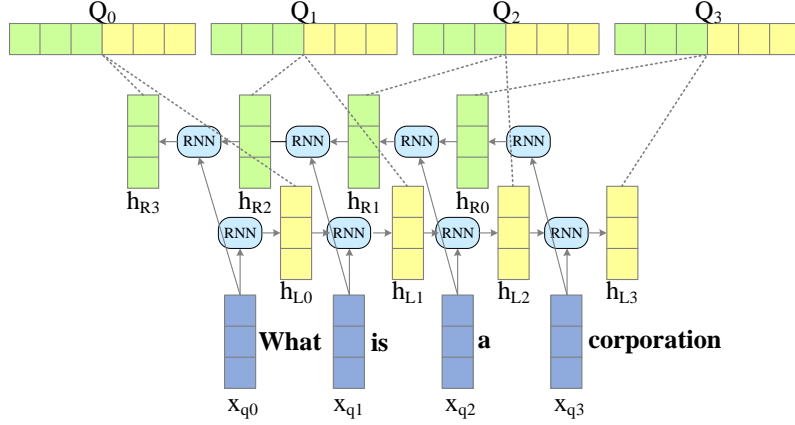 Q0 Q1 Q2 Q3
RNN RNN RNN RNN
hR3 hR2 hR1 hR0
RNN RNN RNN RNN
hL0 hL1 hL2 hL3
What is a corporation
xq0 xq1 xq2 xq3